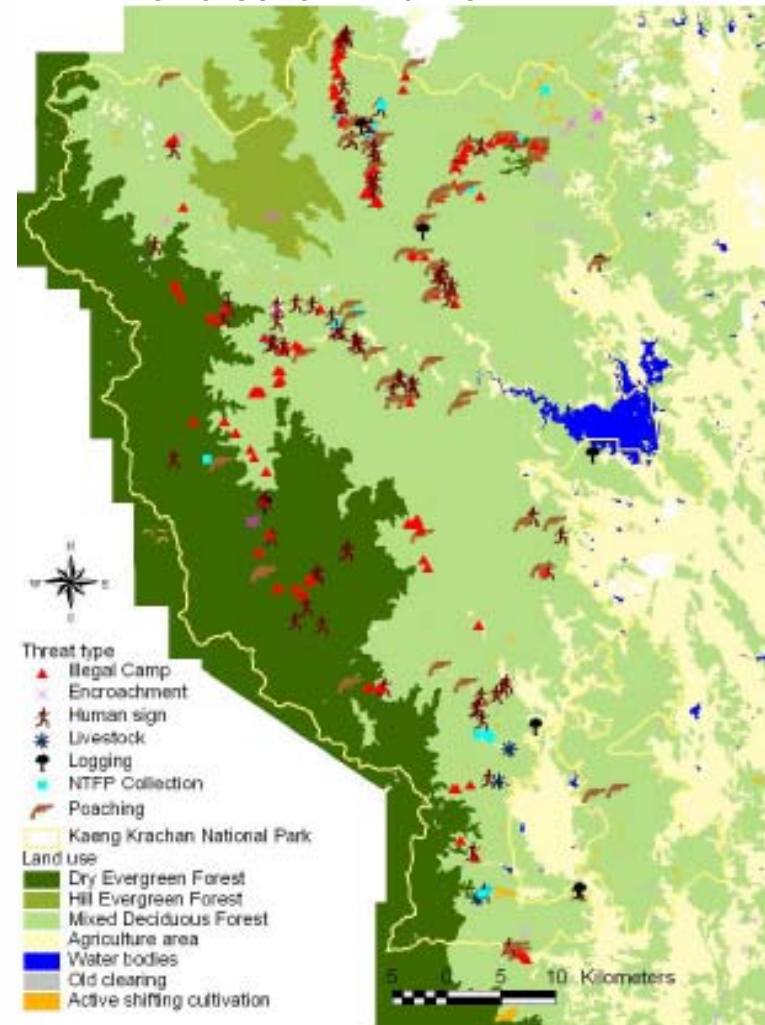 N
W E
S
Threat type
Illegal Camp
Encroachment
Human sign
Livestock
Logging
NTFP Collection
Poaching
Kaeng Krachan National Park
Land use
Dry Evergreen Forest
Hill Evergreen Forest
Mixed Deciduous Forest
Agriculture area
Water bodies
Old clearing
Active shifting cultivation
5 0 5 10 Kilometers